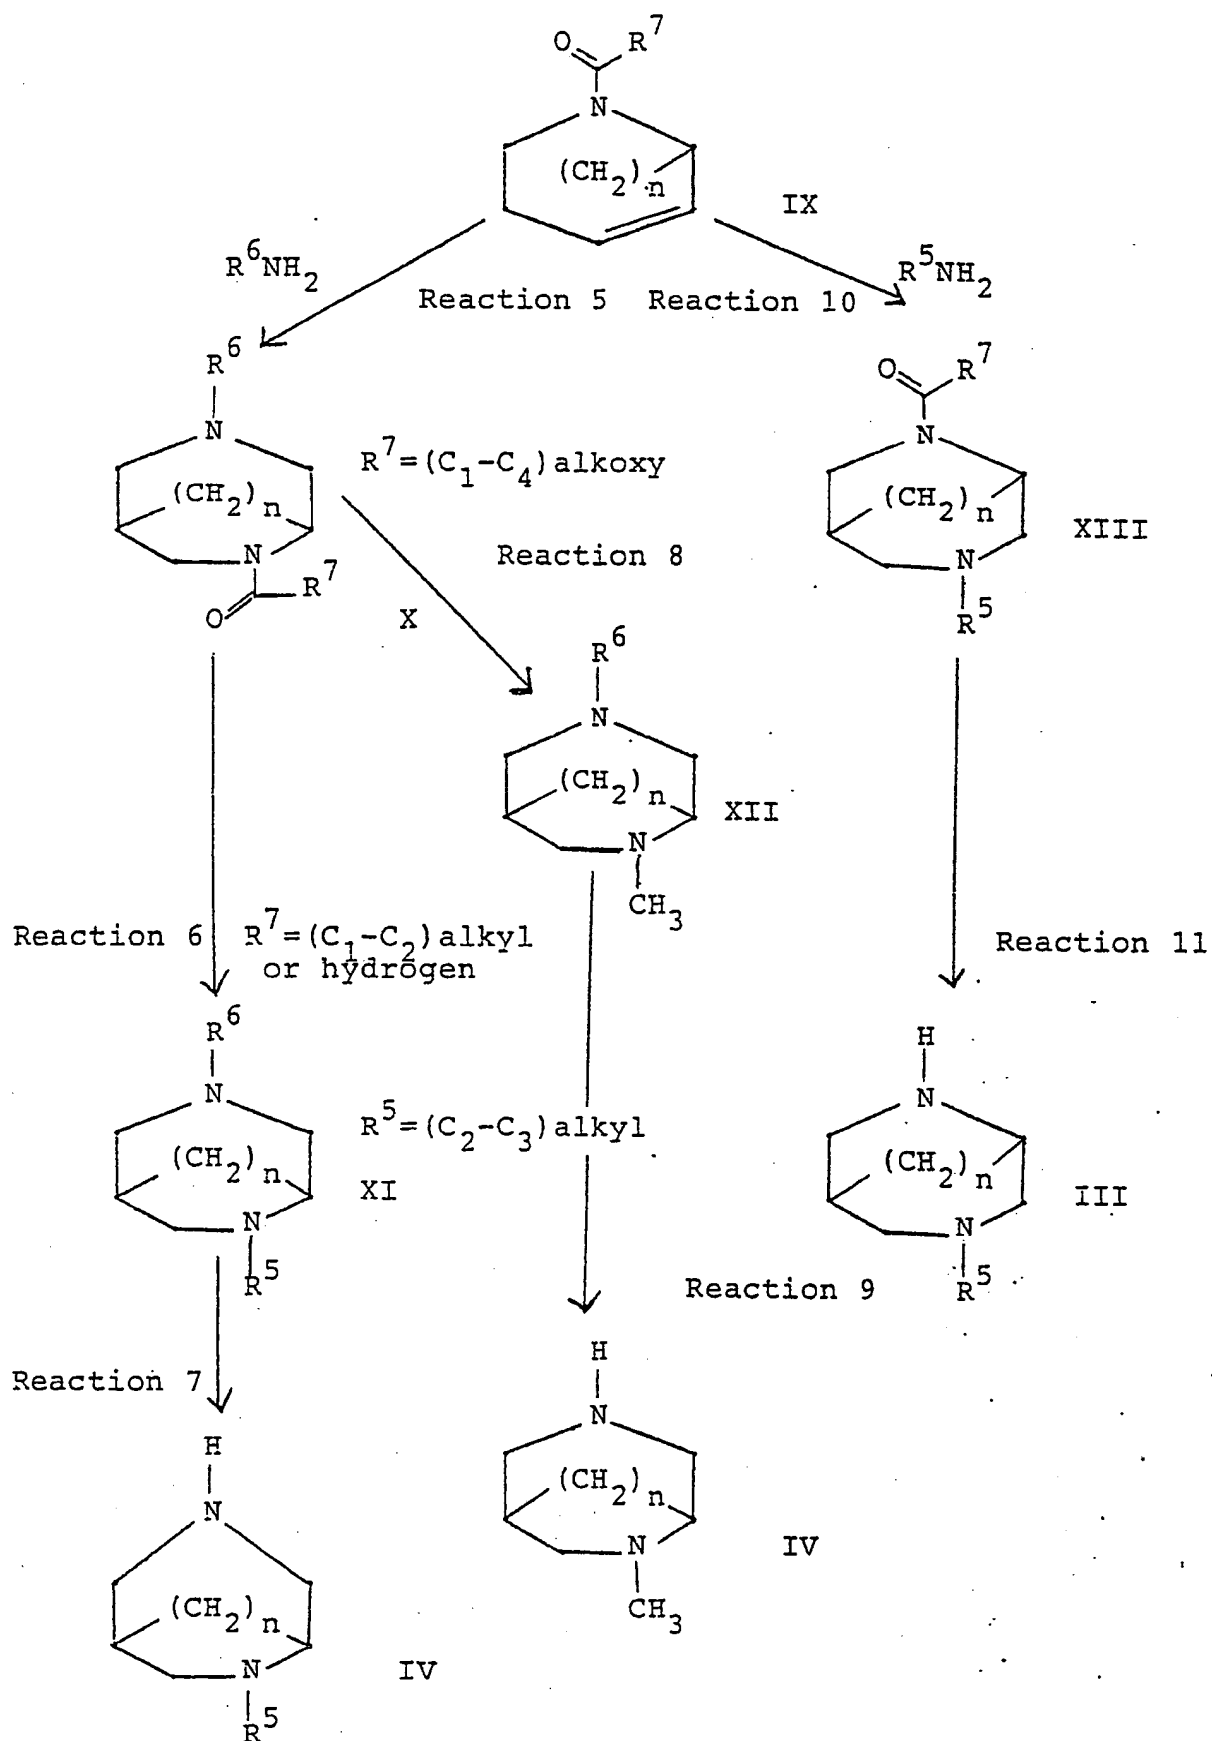 O R⁷
N
(CH₂)ₙ
IX
R⁶NH₂
R⁵NH₂
Reaction 5 Reaction 10
R⁶
N
(CH₂)ₙ
N
R⁷
O
X
R⁷=(C₁-C₄)alkoxy
Reaction 8
O R⁷
N
(CH₂)ₙ
XIII
N
R⁵
R⁶
N
(CH₂)ₙ
XII
N
CH₃
Reaction 6
R⁷=(C₁-C₂)alkyl
or hydrogen
Reaction 11
R⁶
N
(CH₂)ₙ
XI
N
R⁵
R⁵=(C₂-C₃)alkyl
H
N
(CH₂)ₙ
III
N
R⁵
Reaction 9
Reaction 7
H
N
(CH₂)ₙ
IV
N
CH₃
H
N
(CH₂)ₙ
IV
N
R⁵